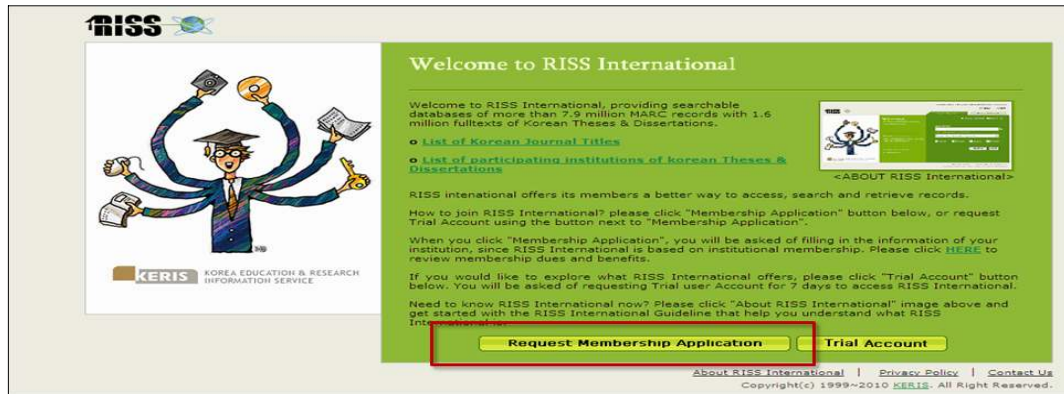 RISS
Welcome to RISS International
Welcome to RISS International, providing searchable
databases of more than 7.9 million MARC records with 1.6
million fulltexts of Korean Theses & Dissertations.
o List of Korean Journal Titles
o List of participating institutions of korean Theses &
Dissertations
<ABOUT RISS International>
RISS intenational offers its members a better way to access, search and retrieve records.
How to join RISS International? please click "Membership Application" button below, or request
Trial Account using the button next to "Membership Application".
When you click "Membership Application", you will be asked of filling in the information of your
institution, since RISS International is based on institutional membership. Please click HERE to
review membership dues and benefits.
If you would like to explore what RISS International offers, please click "Trial Account" button
below. You will be asked of requesting Trial user Account for 7 days to access RISS International.
Need to know RISS International now? Please click "About RISS International" image above and
get started with the RISS International Guideline that help you understand what RISS
International is.
KERIS KOREA EDUCATION & RESEARCH
INFORMATION SERVICE
Request Membership Application Trial Account
About RISS International | Privacy Policy | Contact Us
Copyright(c) 1999~2010 KERIS. All Right Reserved.